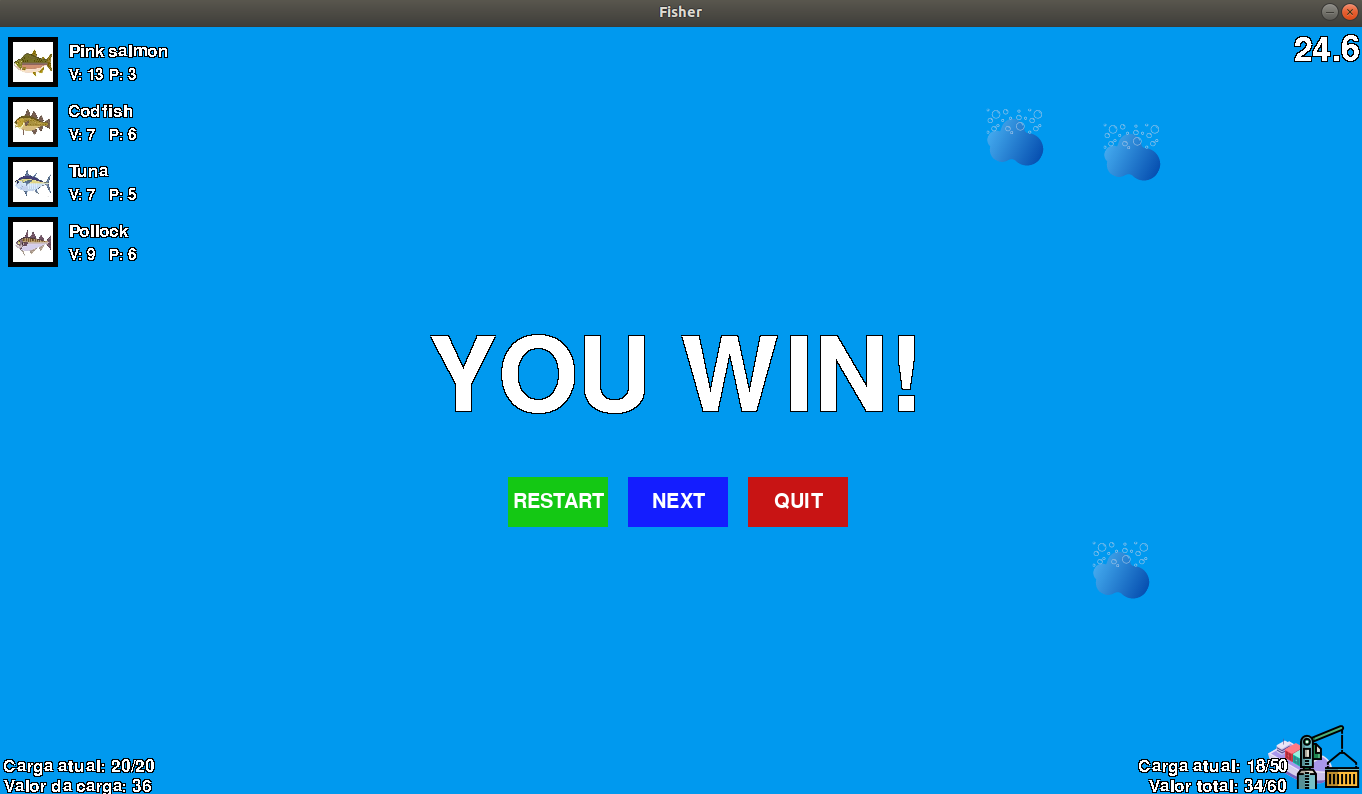 Fisher
Pink salmon
V: 13 P: 3
24.6
Codfish
V: 7 P: 6
Tuna
V: 7 P: 5
Pollock
V: 9 P: 6
YOU WIN!
RESTART NEXT QUIT
Carga atual: 20/20
Valor da carga: 36
Carga atual: 18/50
Valor total: 34/60